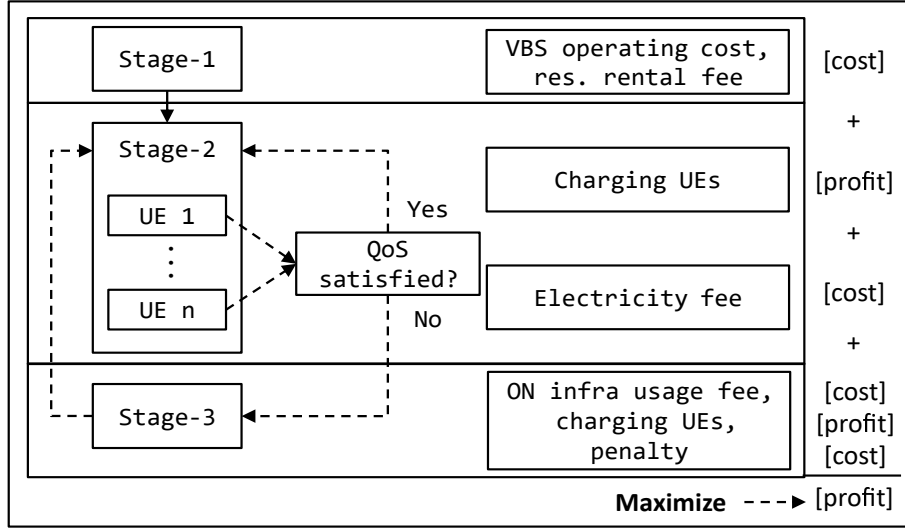 Stage-1
VBS operating cost,
res. rental fee
[cost]
+
Stage-2
UE 1
⋮
UE n
Yes
QoS
satisfied?
No
Charging UEs
[profit]
+
Electricity fee
[cost]
+
Stage-3
ON infra usage fee,
charging UEs,
penalty
[cost]
[profit]
[cost]
Maximize
[profit]